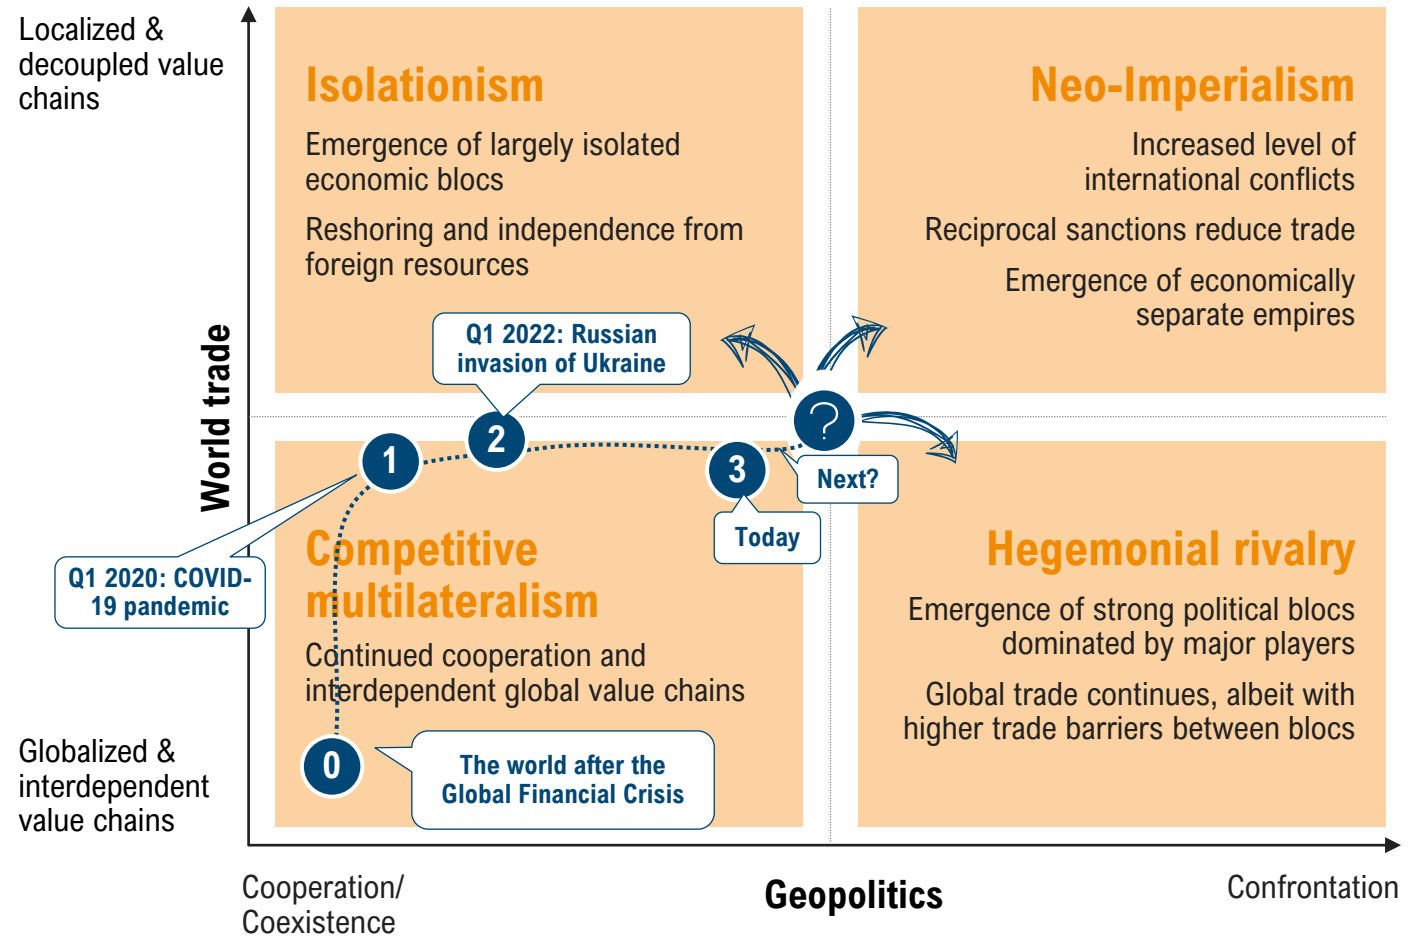 Localized &
decoupled value
chains
Isolationism
Emergence of largely isolated
economic blocs
Reshoring and independence from
foreign resources
Neo-Imperialism
Increased level of
international conflicts
Reciprocal sanctions reduce trade
Emergence of economically
separate empires
World trade
Q1 2022: Russian
invasion of Ukraine
1
2
3
?
Next?
Today
Q1 2020: COVID-
19 pandemic
Competitive
multilateralism
Continued cooperation and
interdependent global value chains
0
The world after the
Global Financial Crisis
Hegemonial rivalry
Emergence of strong political blocs
dominated by major players
Global trade continues, albeit with
higher trade barriers between blocs
Globalized &
interdependent
value chains
Cooperation/
Coexistence
Geopolitics
Confrontation